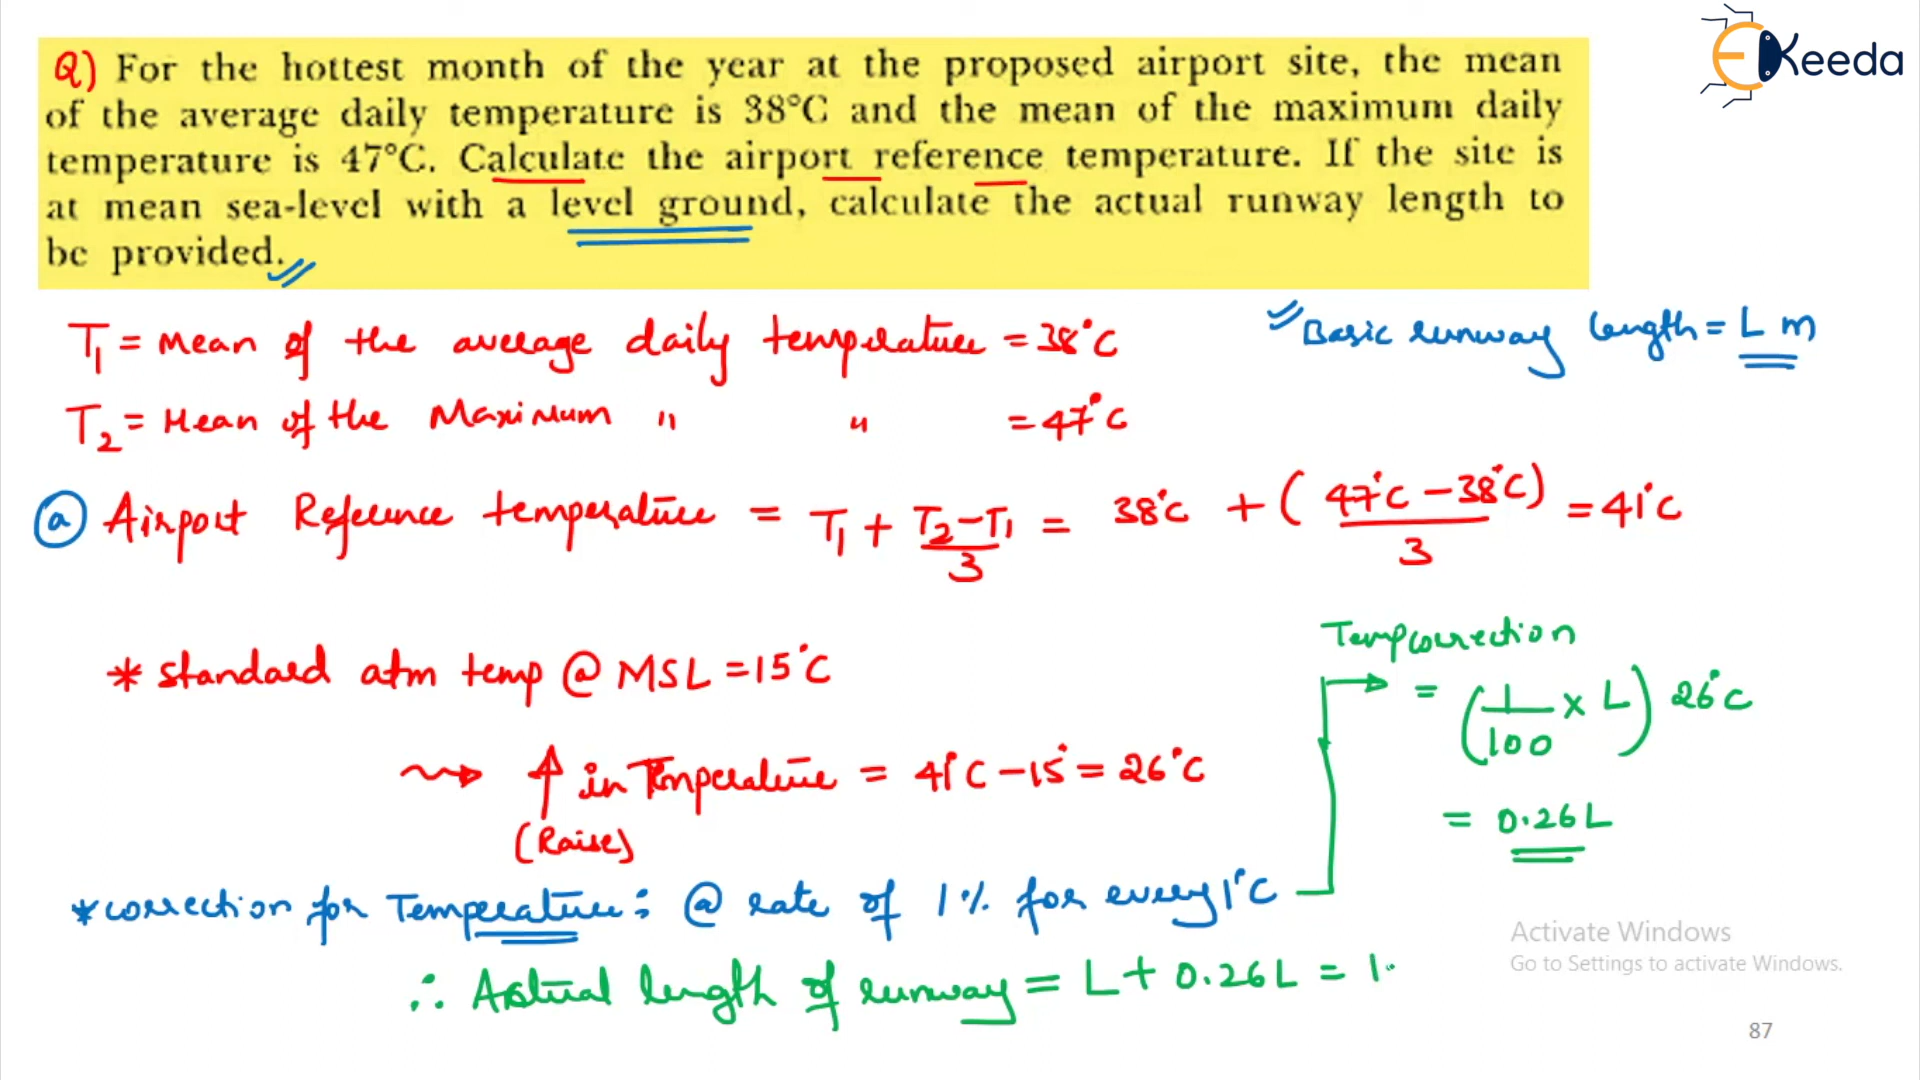 EKeeda
Q) For the hottest month of the year at the proposed airport site, the mean
of the average daily temperature is 38°C and the mean of the maximum daily
temperature is 47°C. Calculate the airport reference temperature. If the site is
at mean sea-level with a level ground, calculate the actual runway length to
be provided.
T1 = Mean of the average daily temperature = 38°C
Basic runway length = L m
T2 = Mean of the Maximum " " = 47°C
(a) Airport Reference temperature = T1 + (T2-T1)/3 = 38°C + (47°C - 38°C)/3 = 41°C
* standard atm temp @ MSL = 15°C
Temp correction
= (1/100 × L) 26°C
↑ in Temperature = 41°C - 15° = 26°C
(Raise)
= 0.26L
* correction for Temperature: @ rate of 1% for every 1°C
∴ Actual length of runway = L + 0.26L = 1.
Activate Windows
Go to Settings to activate Windows.
87